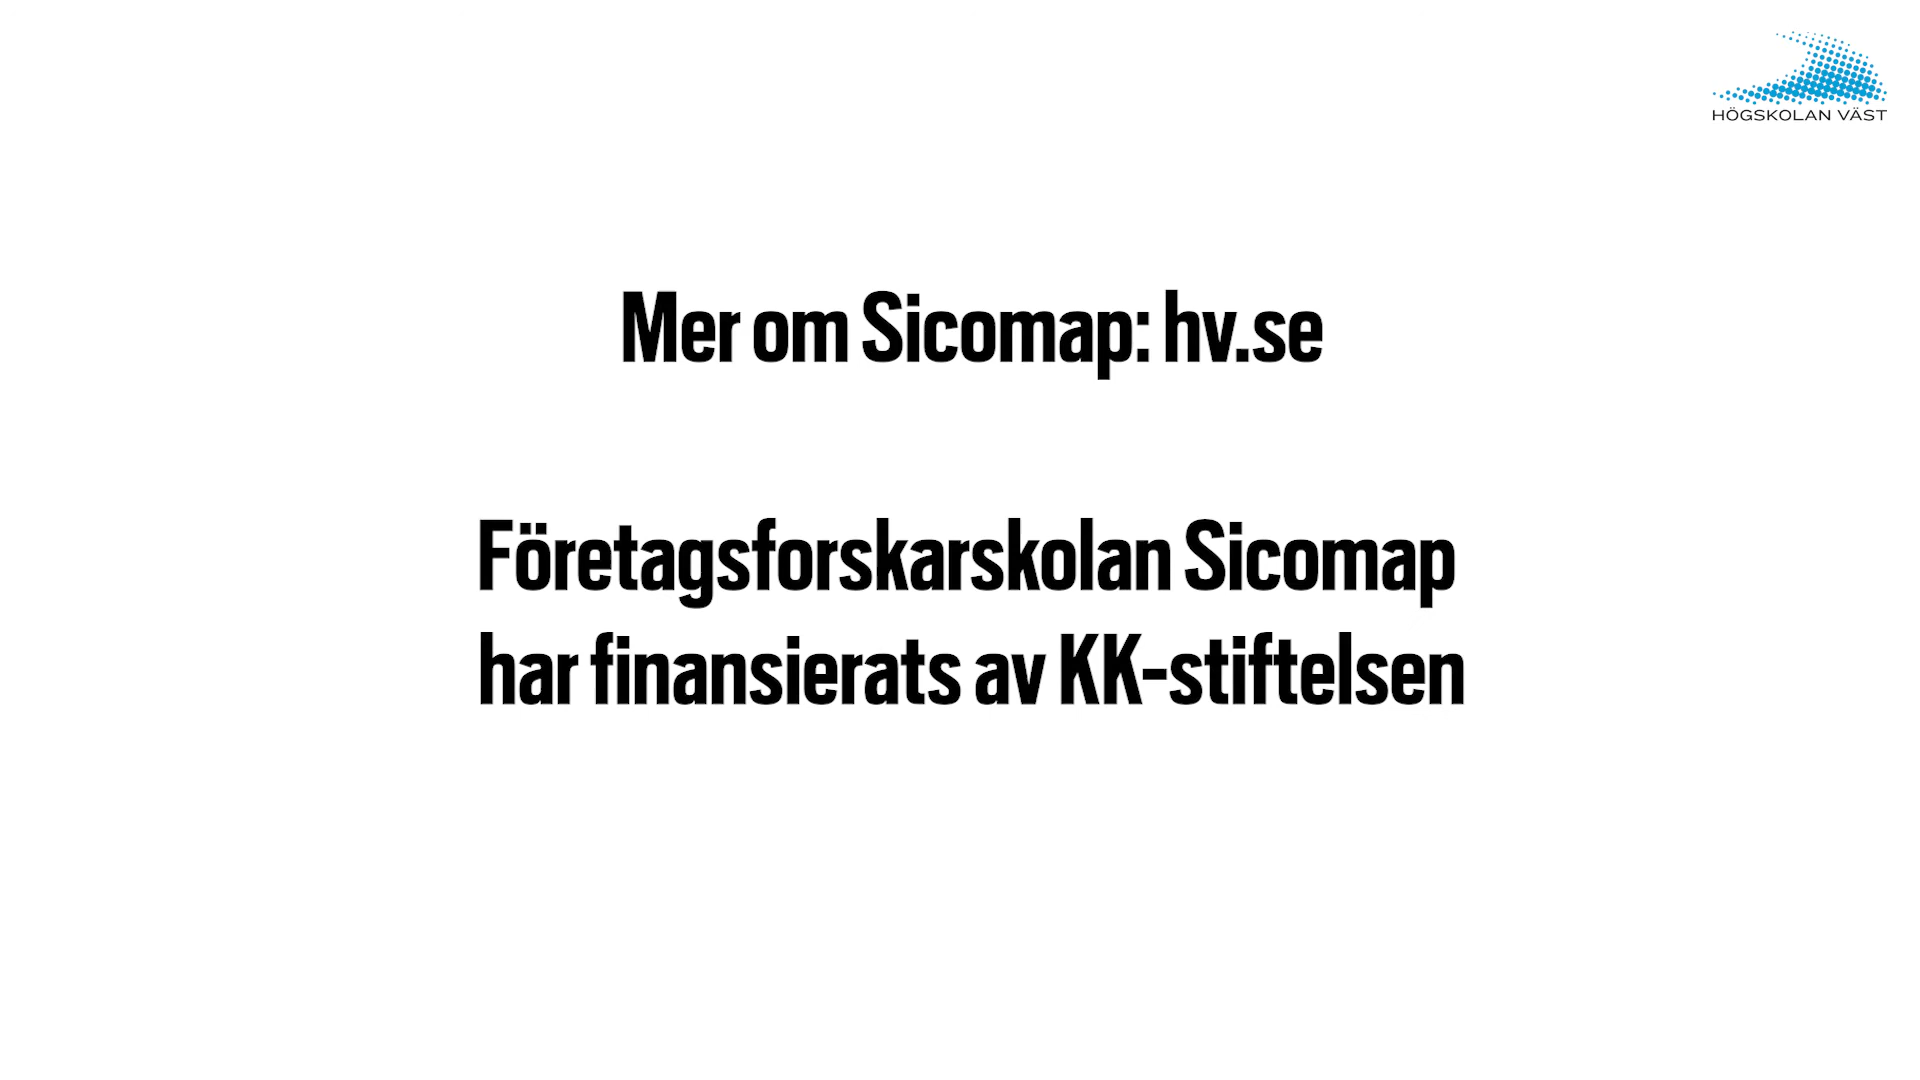 HÖGSKOLAN VÄST
Mer om Sicomap: hv.se
Företagsforskarskolan Sicomap
har finansierats av KK-stiftelsen